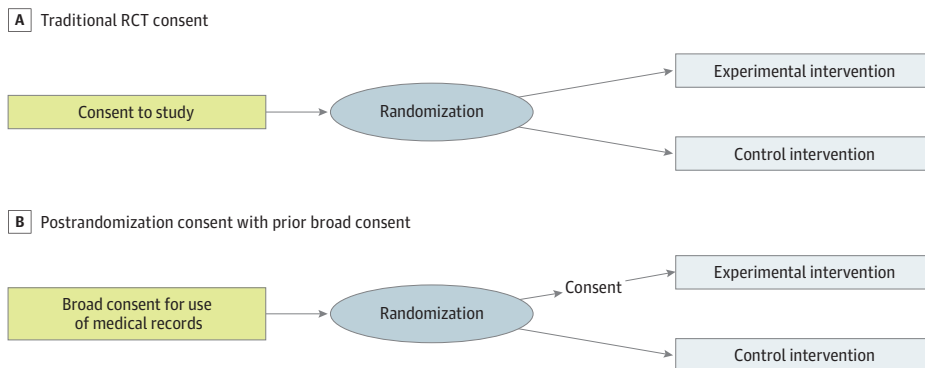 A Traditional RCT consent
Experimental intervention
Consent to study
Randomization
Control intervention
B Postrandomization consent with prior broad consent
Experimental intervention
Consent
Broad consent for use
of medical records
Randomization
Control intervention